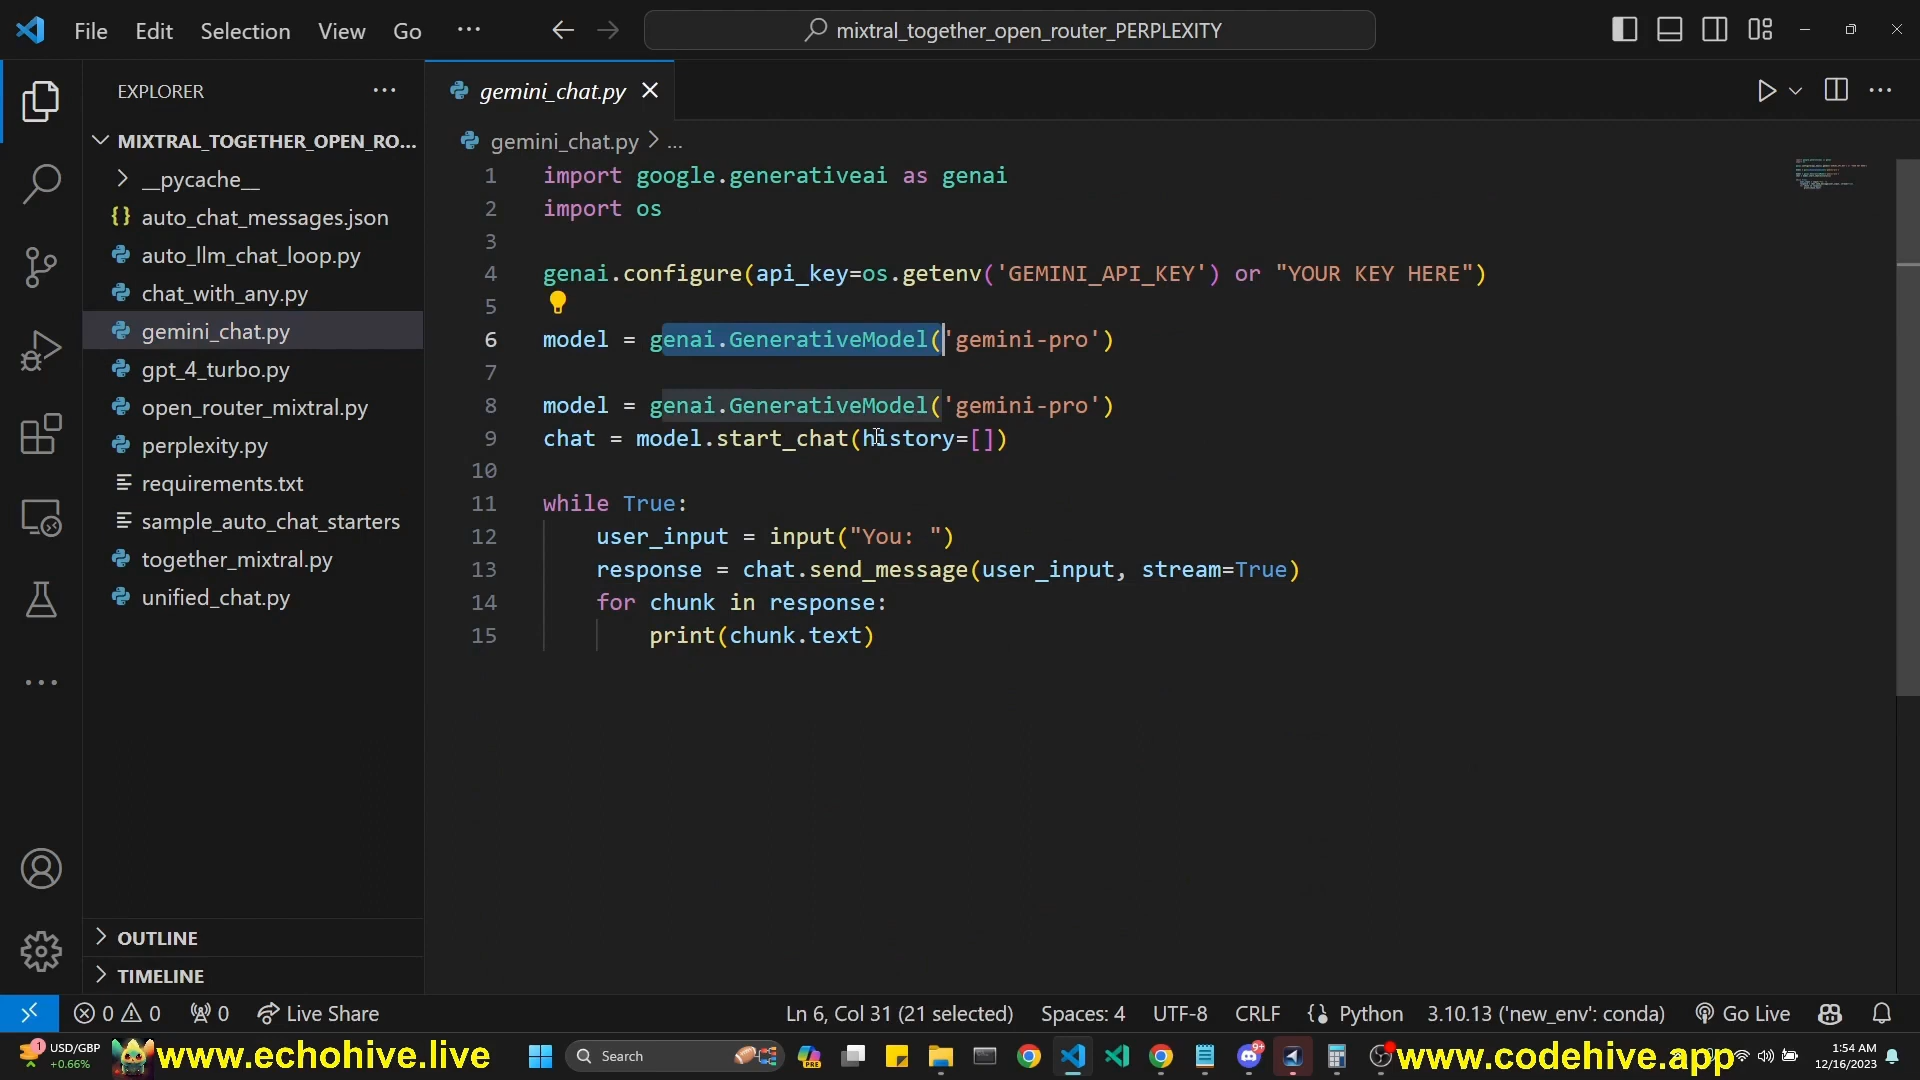 File Edit Selection View Go ...
mixtral_together_open_router_PERPLEXITY
EXPLORER
MIXTRAL_TOGETHER_OPEN_RO...
__pycache__
auto_chat_messages.json
auto_llm_chat_loop.py
chat_with_any.py
gemini_chat.py
gpt_4_turbo.py
open_router_mixtral.py
perplexity.py
requirements.txt
sample_auto_chat_starters
together_mixtral.py
unified_chat.py
OUTLINE
TIMELINE
gemini_chat.py
gemini_chat.py > ...
1 import google.generativeai as genai
2 import os
3
4 genai.configure(api_key=os.getenv('GEMINI_API_KEY') or "YOUR KEY HERE")
5
6 model = genai.GenerativeModel('gemini-pro')
7
8 model = genai.GenerativeModel('gemini-pro')
9 chat = model.start_chat(history=[])
10
11 while True:
12 user_input = input("You: ")
13 response = chat.send_message(user_input, stream=True)
14 for chunk in response:
15 print(chunk.text)
0 0 0 Live Share Ln 6, Col 31 (21 selected) Spaces: 4 UTF-8 CRLF Python 3.10.13 ('new_env': conda) Go Live
1 USD/GBP
+0.66%
www.echohive.live
Search
PRE
9+
www.codehive.app
1:54 AM
12/16/2023